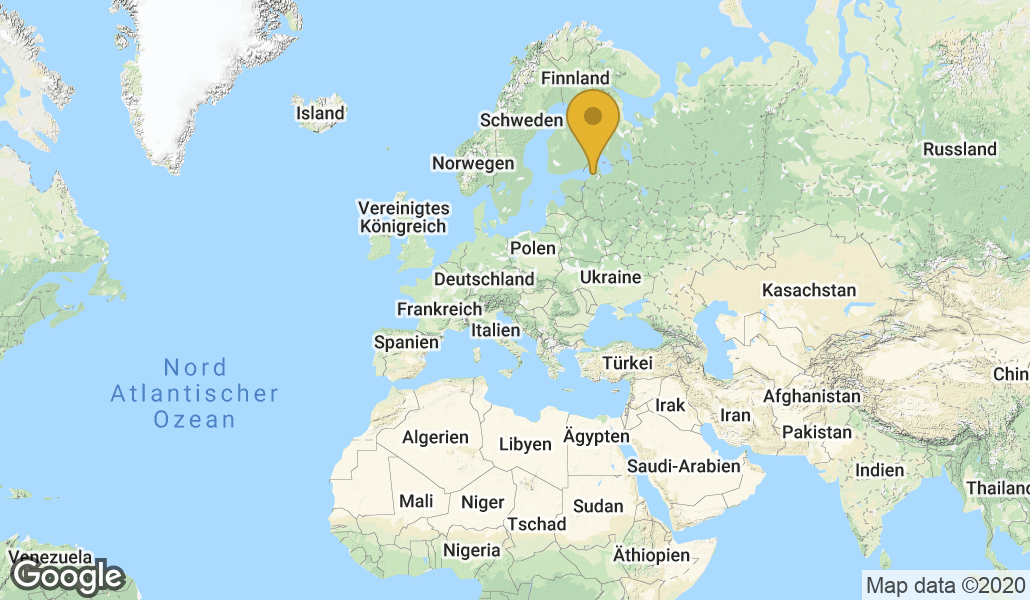 Finnland
Island
Schweden
Russland
Norwegen
Vereinigtes
Königreich
Polen
Deutschland
Ukraine
Kasachstan
Frankreich
Italien
Spanien
Türkei
Nord
Atlantischer
Ozean
Chin
Afghanistan
Irak
Iran
Pakistan
Algerien
Libyen
Ägypten
Saudi-Arabien
Indien
Thailand
Mali
Niger
Sudan
Tschad
Nigeria
Äthiopien
Venezuela
Google
Map data ©2020